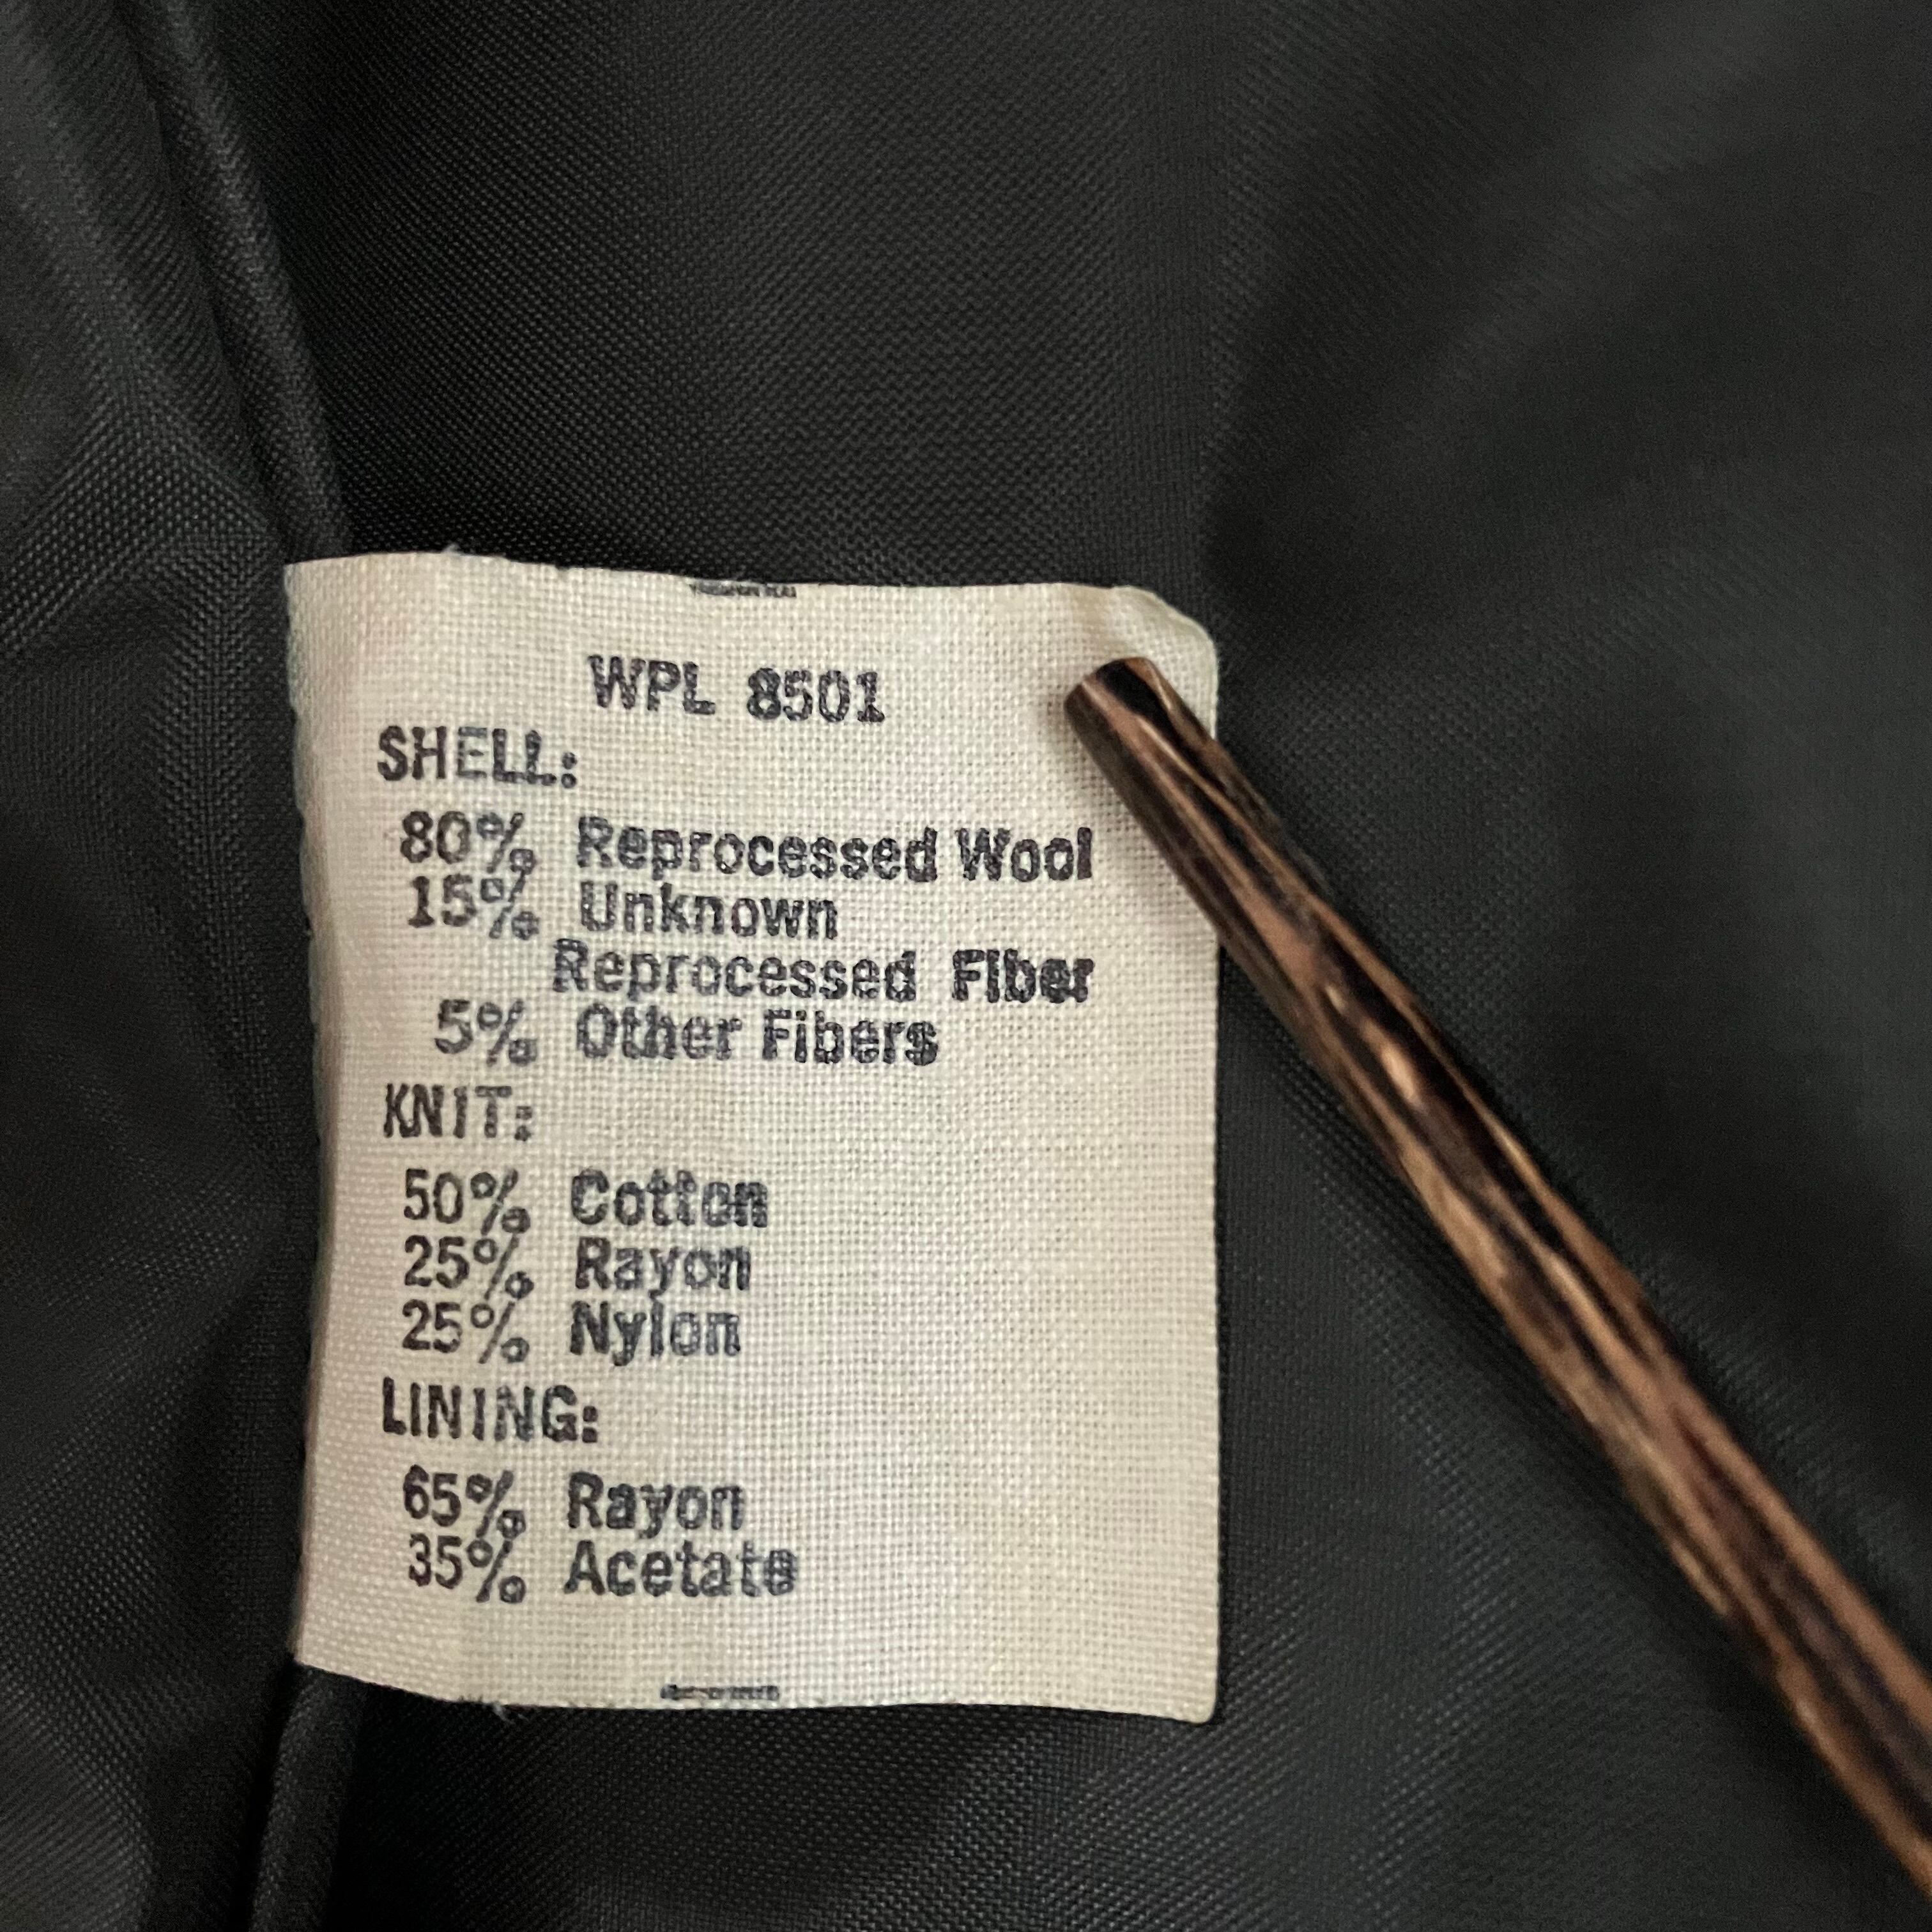 WPL 8501
SHELL:
80% Reprocessed Wool
15% Unknown
Reprocessed Fiber
5% Other Fibers
KNIT:
50% Cotton
25% Rayon
25% Nylon
LINING:
65% Rayon
35% Acetate